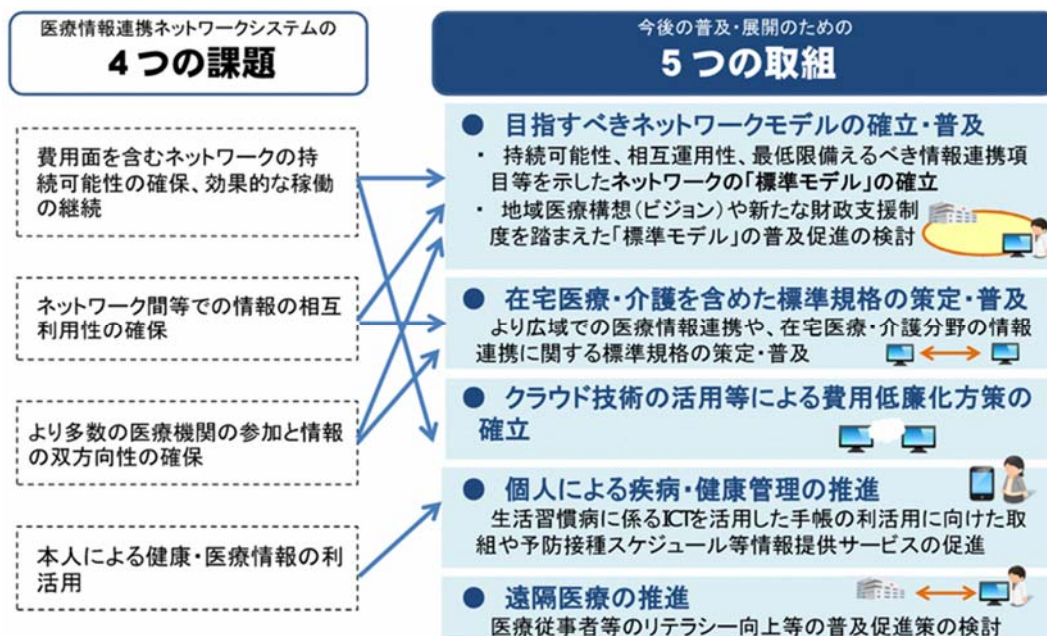 医療情報連携ネットワークシステムの
4つの課題
費用面を含むネットワークの持
続可能性の確保、効果的な稼働
の継続
ネットワーク間等での情報の相互
利用性の確保
より多数の医療機関の参加と情報
の双方向性の確保
本人による健康・医療情報の利
活用
今後の普及・展開のための
5つの取組
● 目指すべきネットワークモデルの確立・普及
・ 持続可能性、相互運用性、最低限備えるべき情報連携項
目等を示したネットワークの「標準モデル」の確立
・ 地域医療構想(ビジョン)や新たな財政支援制
度を踏まえた「標準モデル」の普及促進の検討
● 在宅医療・介護を含めた標準規格の策定・普及
より広域での医療情報連携や、在宅医療・介護分野の情報
連携に関する標準規格の策定・普及
● クラウド技術の活用等による費用低廉化方策の
確立
● 個人による疾病・健康管理の推進
生活習慣病に係るICTを活用した手帳の利活用に向けた取
組や予防接種スケジュール等情報提供サービスの促進
● 遠隔医療の推進
医療従事者等のリテラシー向上等の普及促進策の検討